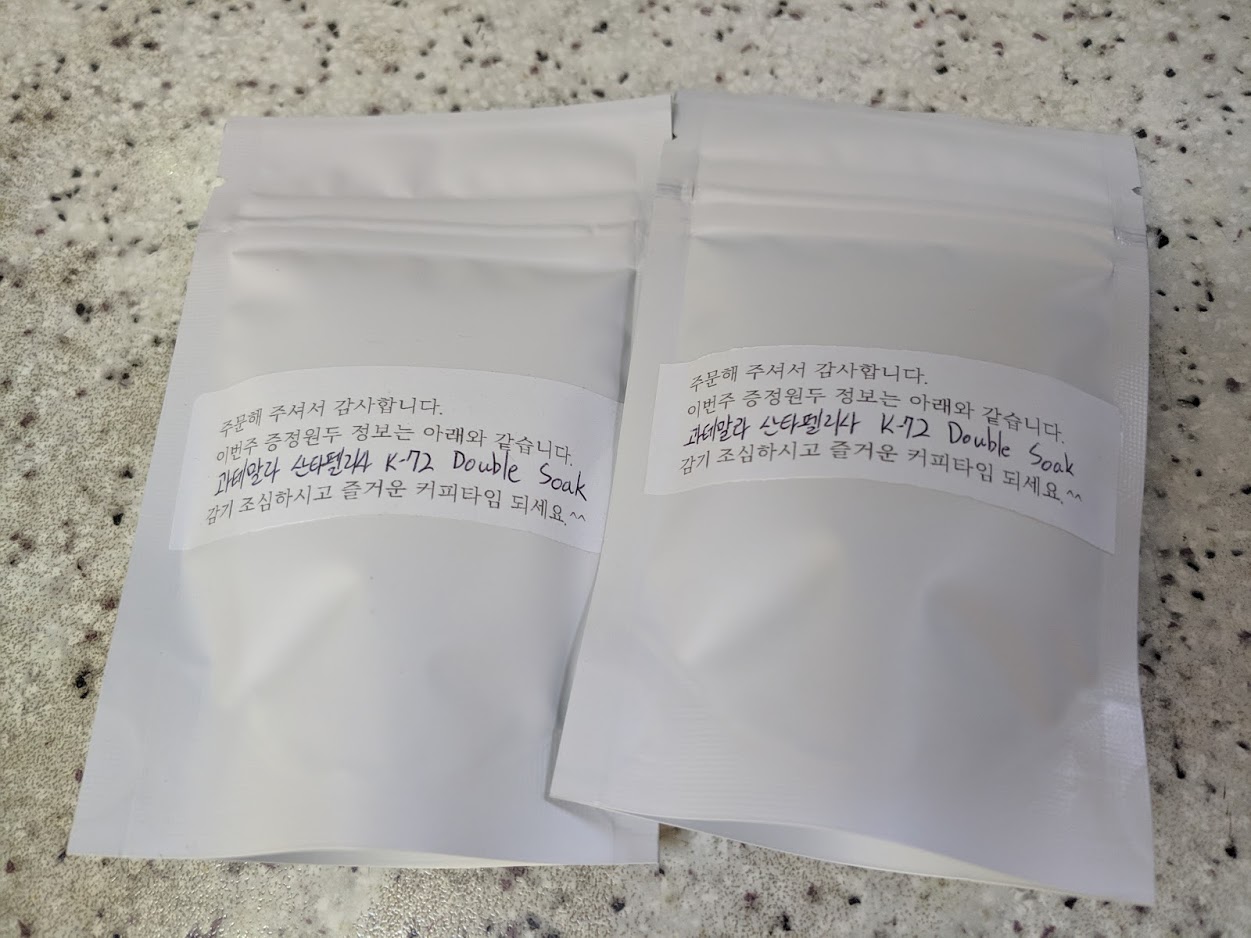 주문해 주셔서 감사합니다.
이번주 증정원두 정보는 아래와 같습니다.
과테말라 산타펠리사 K-72 Double Soak
감기 조심하시고 즐거운 커피타임 되세요.^^
주문해 주셔서 감사합니다.
이번주 증정원두 정보는 아래와 같습니다.
과테말라 산타펠리사 K-72 Double Soak
감기 조심하시고 즐거운 커피타임 되세요.^^